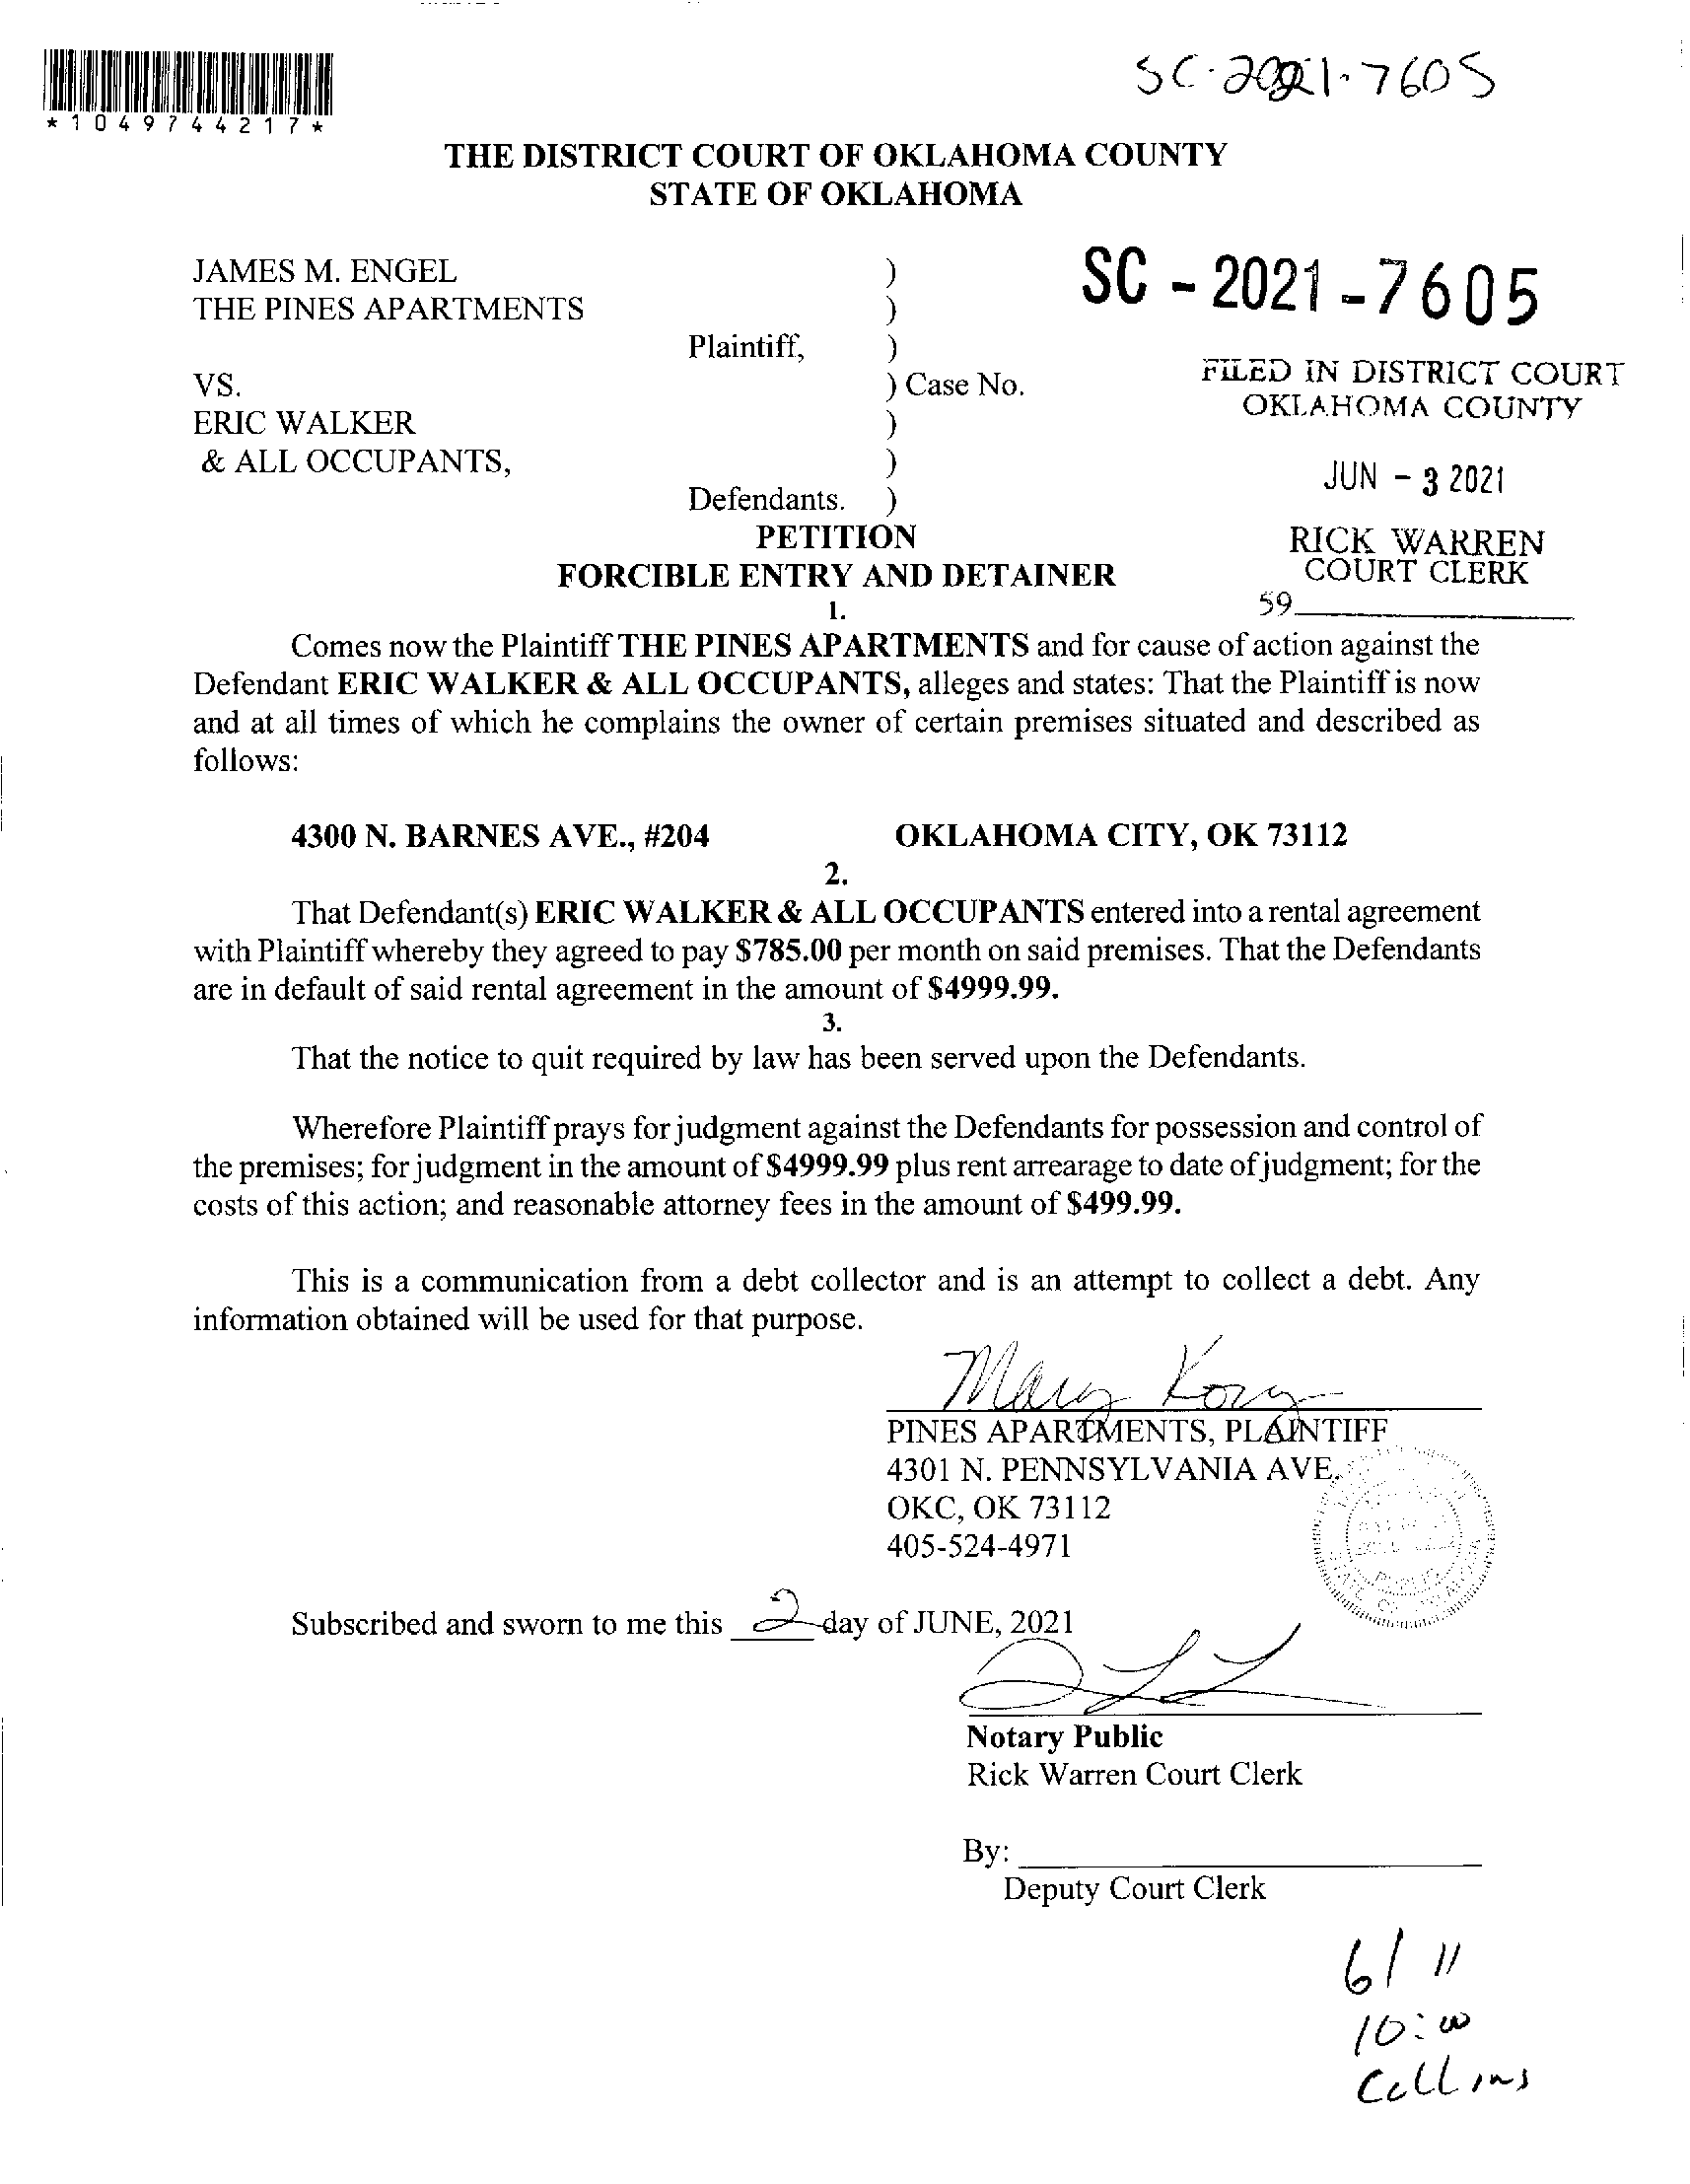 SC-2021-7605
*1049744217*
THE DISTRICT COURT OF OKLAHOMA COUNTY
STATE OF OKLAHOMA
JAMES M. ENGEL )
THE PINES APARTMENTS )
Plaintiff, )
VS. ) Case No.
ERIC WALKER )
& ALL OCCUPANTS, )
Defendants. )
SC - 2021 - 7605
FILED IN DISTRICT COURT
OKLAHOMA COUNTY
JUN - 3 2021
RICK WARREN
COURT CLERK
59
PETITION
FORCIBLE ENTRY AND DETAINER
1.
Comes now the Plaintiff THE PINES APARTMENTS and for cause of action against the
Defendant ERIC WALKER & ALL OCCUPANTS, alleges and states: That the Plaintiff is now
and at all times of which he complains the owner of certain premises situated and described as
follows:
4300 N. BARNES AVE., #204 OKLAHOMA CITY, OK 73112
2.
That Defendant(s) ERIC WALKER & ALL OCCUPANTS entered into a rental agreement
with Plaintiff whereby they agreed to pay $785.00 per month on said premises. That the Defendants
are in default of said rental agreement in the amount of $4999.99.
3.
That the notice to quit required by law has been served upon the Defendants.
Wherefore Plaintiff prays for judgment against the Defendants for possession and control of
the premises; for judgment in the amount of $4999.99 plus rent arrearage to date of judgment; for the
costs of this action; and reasonable attorney fees in the amount of $499.99.
This is a communication from a debt collector and is an attempt to collect a debt. Any
information obtained will be used for that purpose.
Mary
PINES APARTMENTS, PLAINTIFF
4301 N. PENNSYLVANIA AVE.
OKC, OK 73112
405-524-4971
Subscribed and sworn to me this 2 day of JUNE, 2021
Notary Public
Rick Warren Court Clerk
By:
Deputy Court Clerk
6/11
10:00
Collins